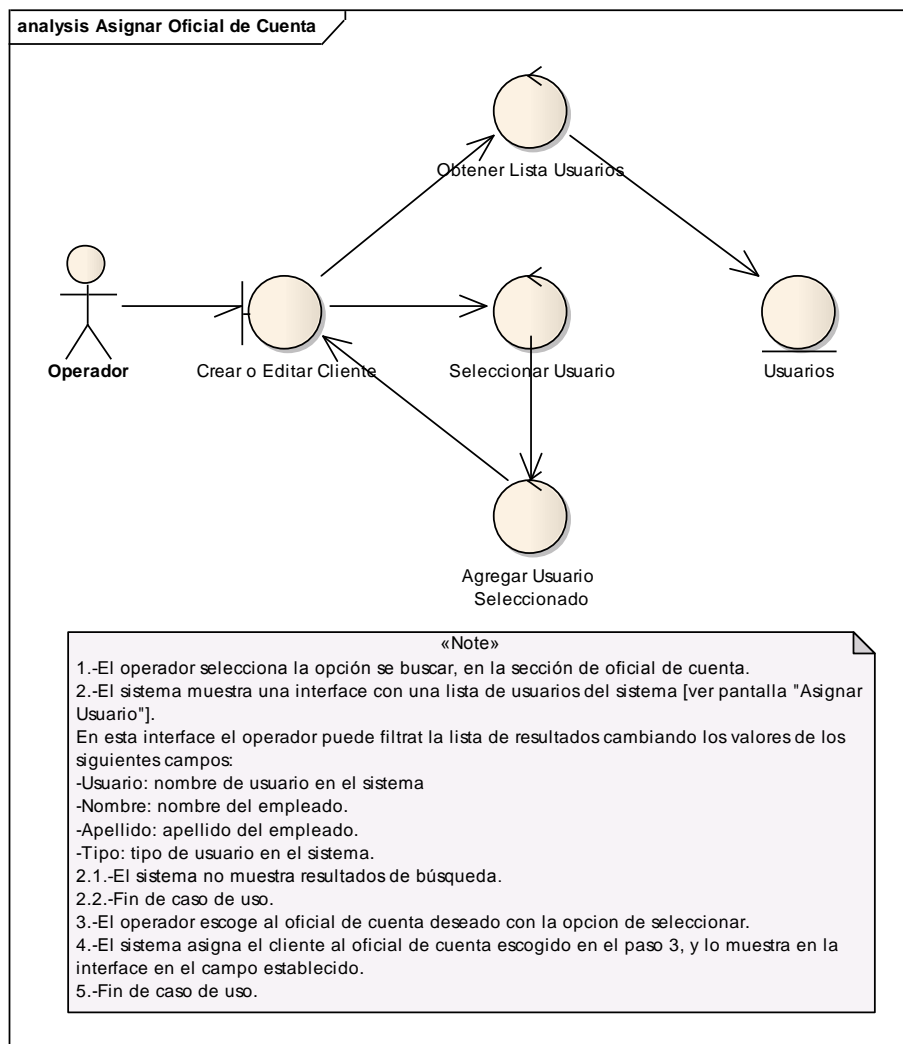 analysis Asignar Oficial de Cuenta
Obtener Lista Usuarios
Operador
Crear o Editar Cliente
Seleccionar Usuario
Usuarios
Agregar Usuario
Seleccionado
«Note»
1.-El operador selecciona la opción se buscar, en la sección de oficial de cuenta.
2.-El sistema muestra una interface con una lista de usuarios del sistema [ver pantalla "Asignar
Usuario"].
En esta interface el operador puede filtrat la lista de resultados cambiando los valores de los
siguientes campos:
-Usuario: nombre de usuario en el sistema
-Nombre: nombre del empleado.
-Apellido: apellido del empleado.
-Tipo: tipo de usuario en el sistema.
2.1.-El sistema no muestra resultados de búsqueda.
2.2.-Fin de caso de uso.
3.-El operador escoge al oficial de cuenta deseado con la opcion de seleccionar.
4.-El sistema asigna el cliente al oficial de cuenta escogido en el paso 3, y lo muestra en la
interface en el campo establecido.
5.-Fin de caso de uso.